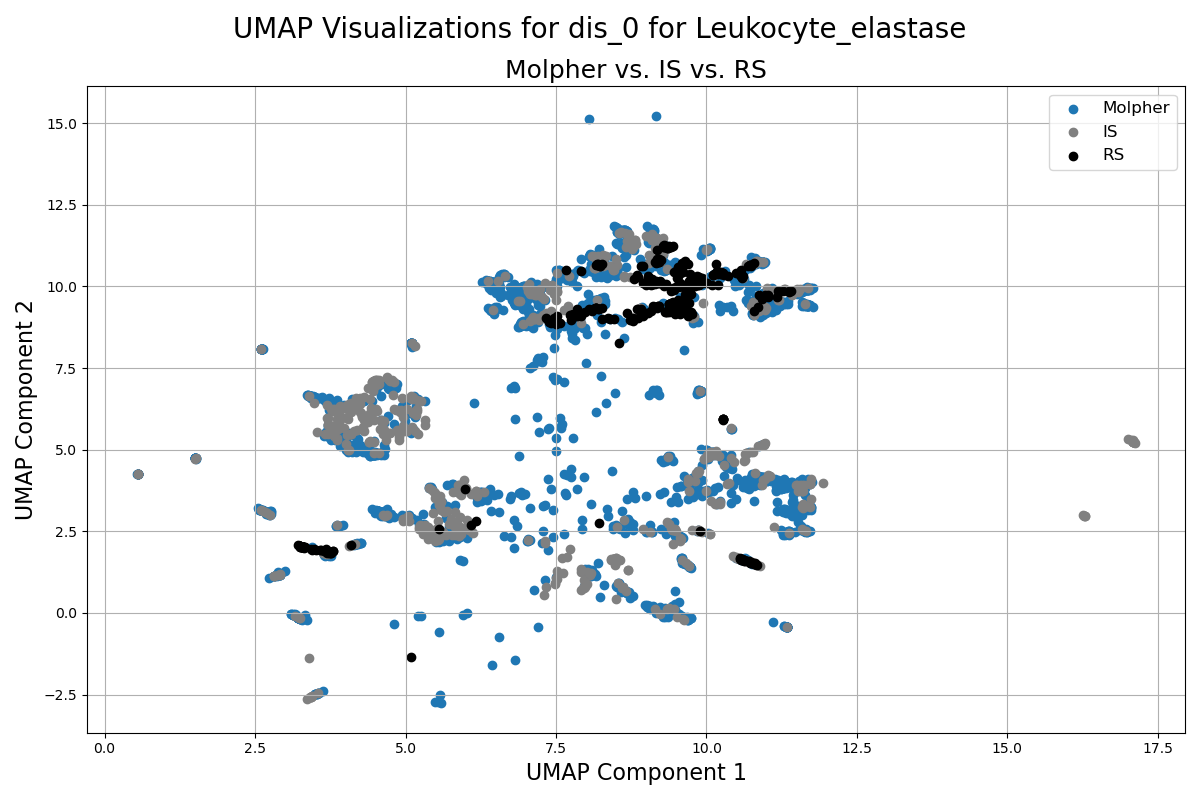 UMAP Visualizations for dis_0 for Leukocyte_elastase
Molpher vs. IS vs. RS
Molpher
IS
RS
15.0
12.5
10.0
7.5
5.0
2.5
0.0
−2.5
UMAP Component 2
0.0 2.5 5.0 7.5 10.0 12.5 15.0 17.5
UMAP Component 1